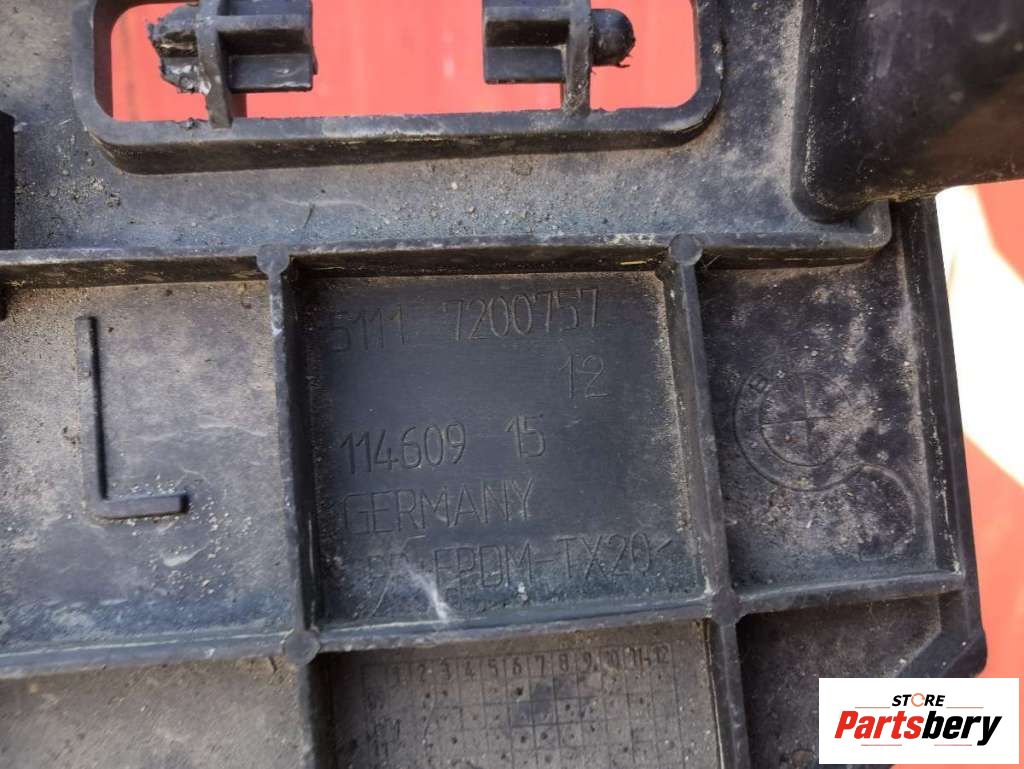 5111 7200757
12
L
114609 15
GERMANY
EPDM-TX20<
1 2 3 4 5 6 7 8 9 10 11 12
STORE
Partsbery